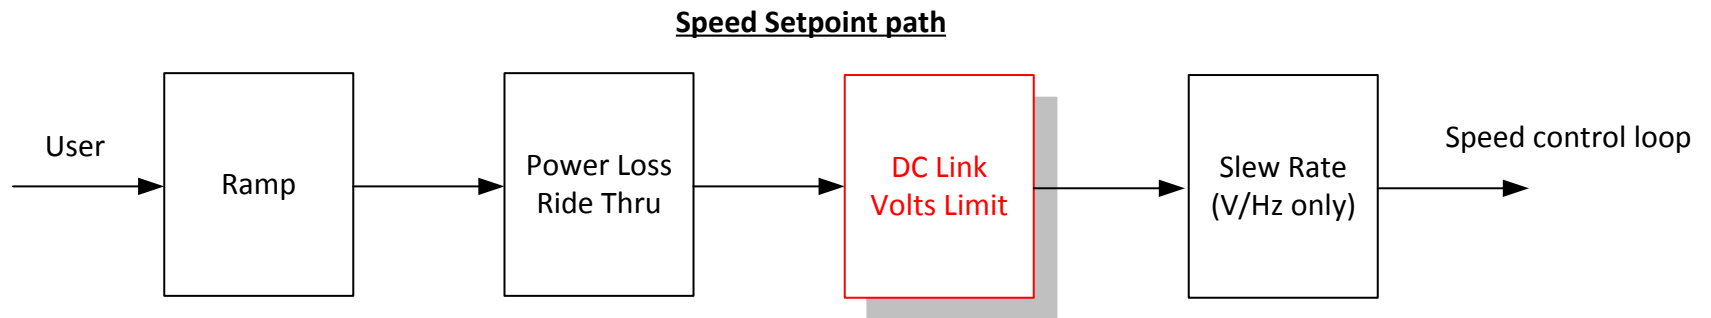 Speed Setpoint path
User
Ramp
Power Loss
Ride Thru
DC Link
Volts Limit
Slew Rate
(V/Hz only)
Speed control loop